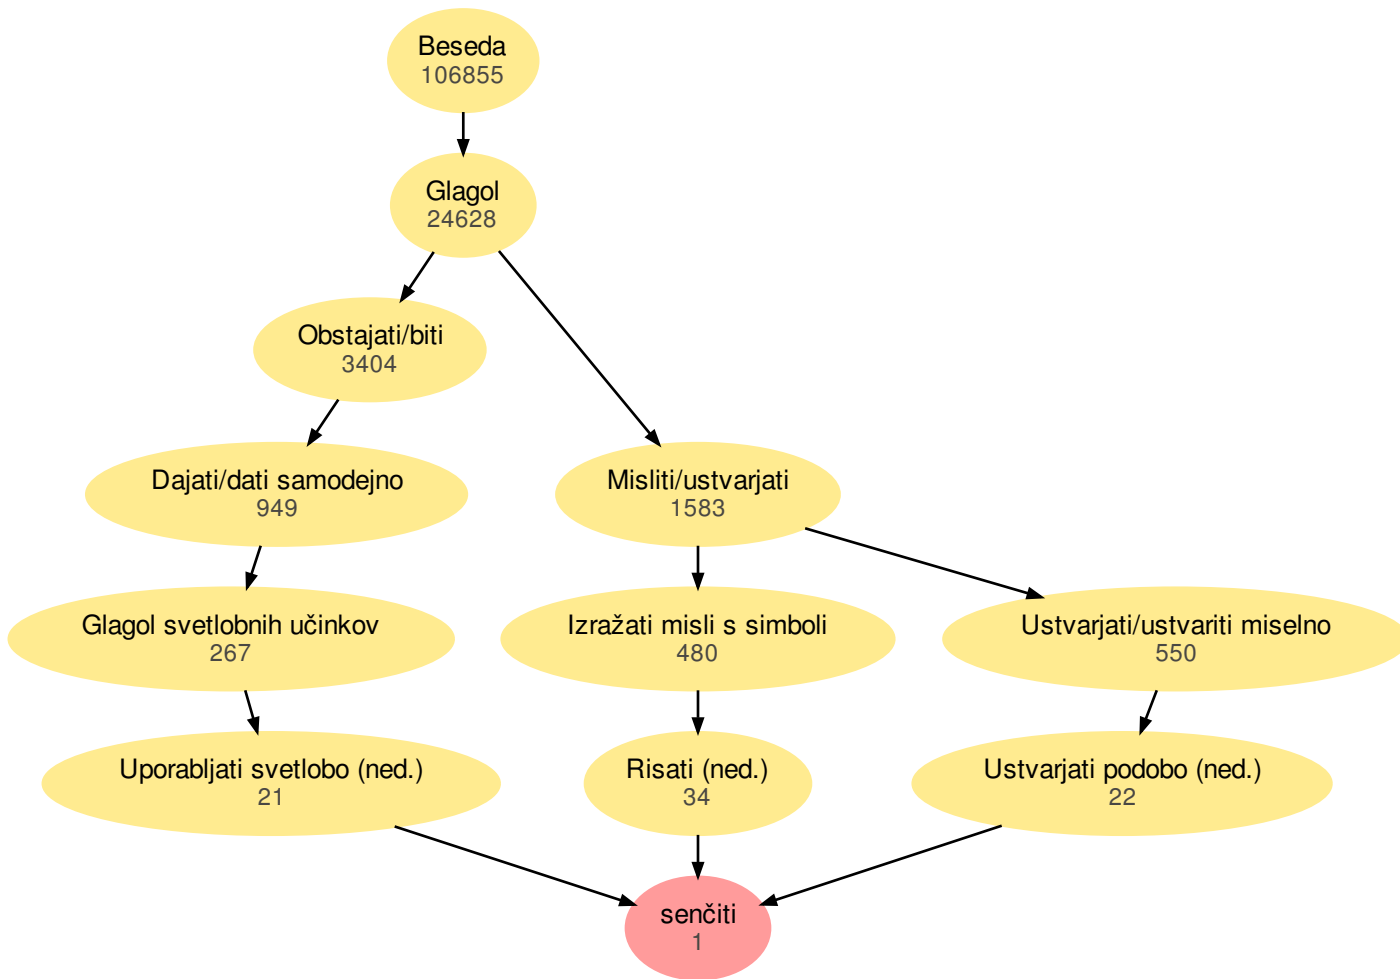 Beseda
106855
Glagol
24628
Obstajati/biti
3404
Dajati/dati samodejno
949
Misliti/ustvarjati
1583
Glagol svetlobnih učinkov
267
Izražati misli s simboli
480
Ustvarjati/ustvariti miselno
550
Uporabljati svetlobo (ned.)
21
Risati (ned.)
34
Ustvarjati podobo (ned.)
22
senčiti
1